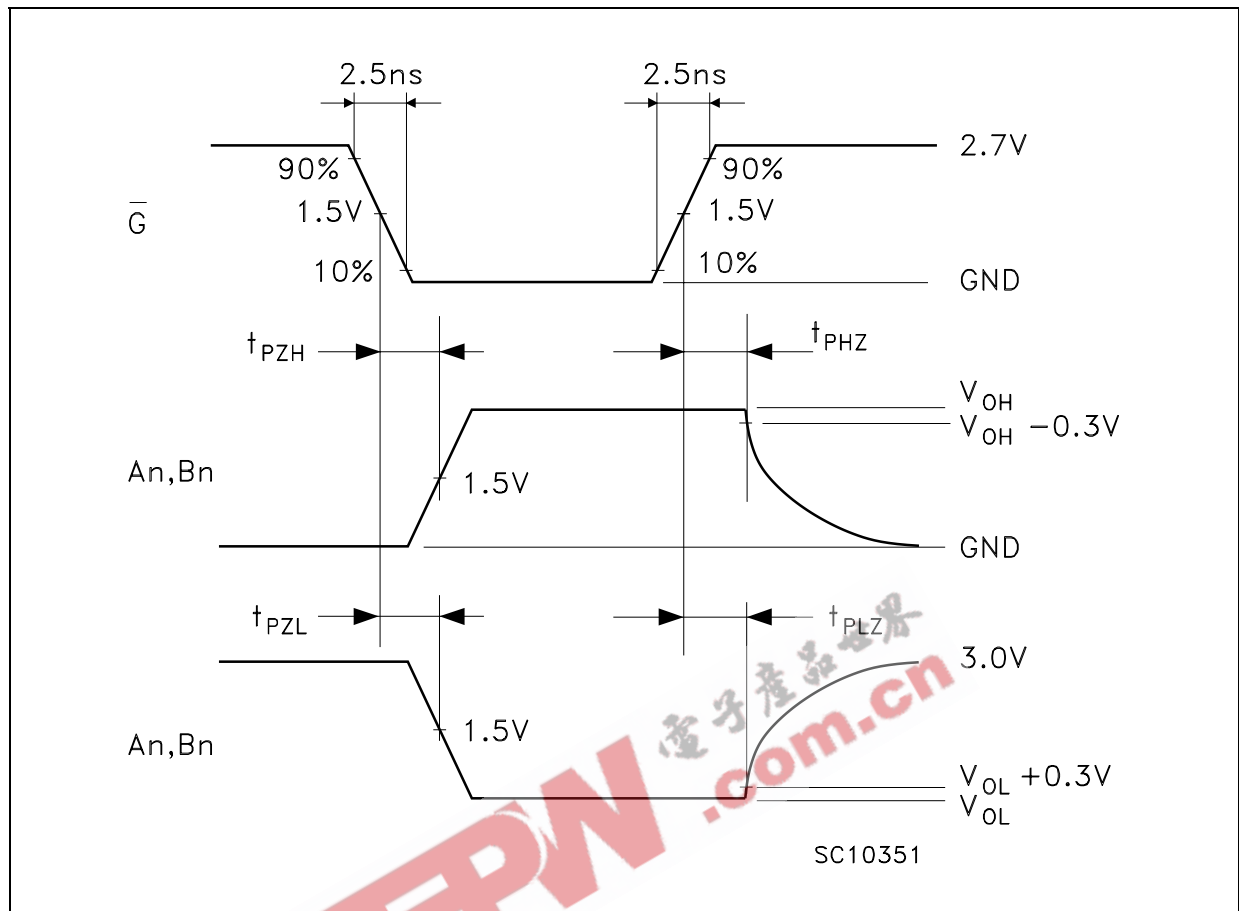 2.5ns 2.5ns
2.7V
90% 90%
G̅ 1.5V 1.5V
10% 10%
GND
tPZH tPHZ
VOH
VOH −0.3V
An,Bn 1.5V
GND
tPZL tPLZ
3.0V
An,Bn 1.5V
VOL +0.3V
VOL
SC10351
電子產品世界
EPW.com.cn